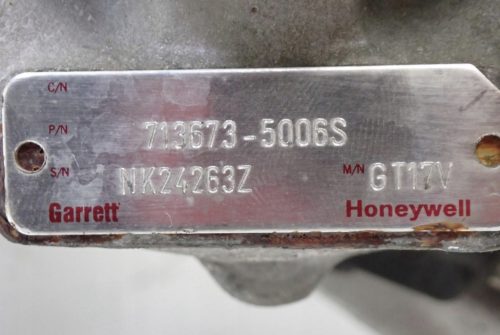 C/N
P/N 713673-5006S
S/N NK24263Z M/N GT17V
Garrett Honeywell